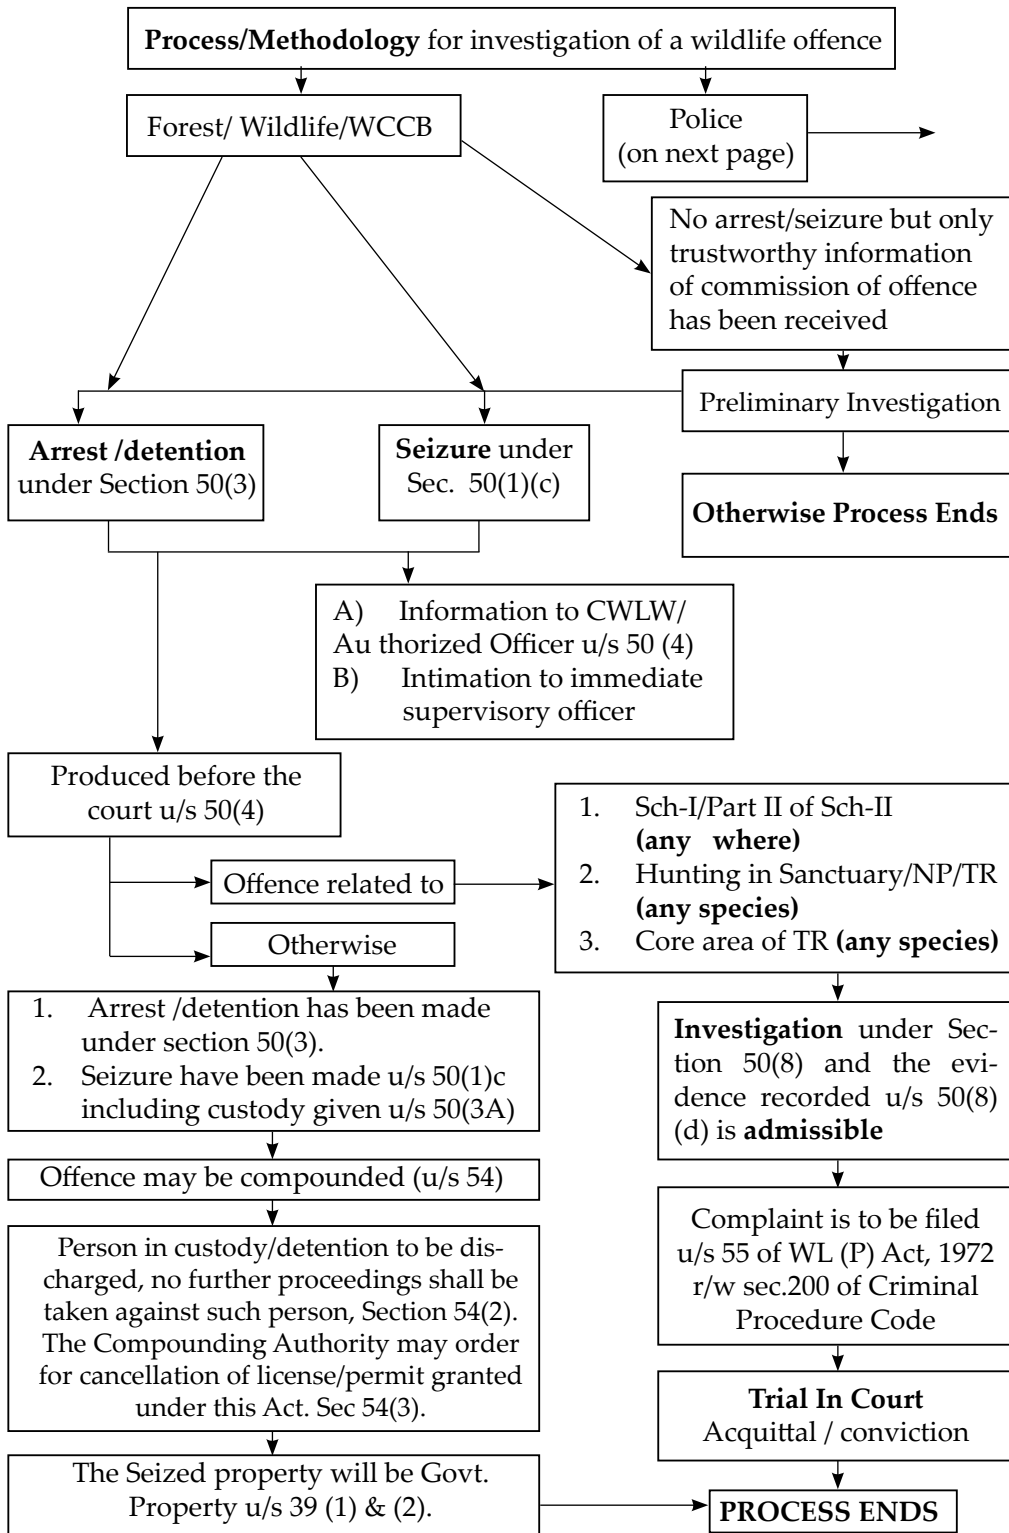 Process/Methodology for investigation of a wildlife offence
Forest/ Wildlife/WCCB
Police
(on next page)
No arrest/seizure but only
trustworthy information
of commission of offence
has been received
Preliminary Investigation
Arrest /detention
under Section 50(3)
Seizure under
Sec. 50(1)(c)
Otherwise Process Ends
A) Information to CWLW/
Au thorized Officer u/s 50 (4)
B) Intimation to immediate
supervisory officer
Produced before the
court u/s 50(4)
Offence related to
Otherwise
1. Sch-I/Part II of Sch-II
(any where)
2. Hunting in Sanctuary/NP/TR
(any species)
3. Core area of TR (any species)
1. Arrest /detention has been made
under section 50(3).
2. Seizure have been made u/s 50(1)c
including custody given u/s 50(3A)
Investigation under Sec-
tion 50(8) and the evi-
dence recorded u/s 50(8)
(d) is admissible
Offence may be compounded (u/s 54)
Person in custody/detention to be dis-
charged, no further proceedings shall be
taken against such person, Section 54(2).
The Compounding Authority may order
for cancellation of license/permit granted
under this Act. Sec 54(3).
Complaint is to be filed
u/s 55 of WL (P) Act, 1972
r/w sec.200 of Criminal
Procedure Code
Trial In Court
Acquittal / conviction
The Seized property will be Govt.
Property u/s 39 (1) & (2).
PROCESS ENDS